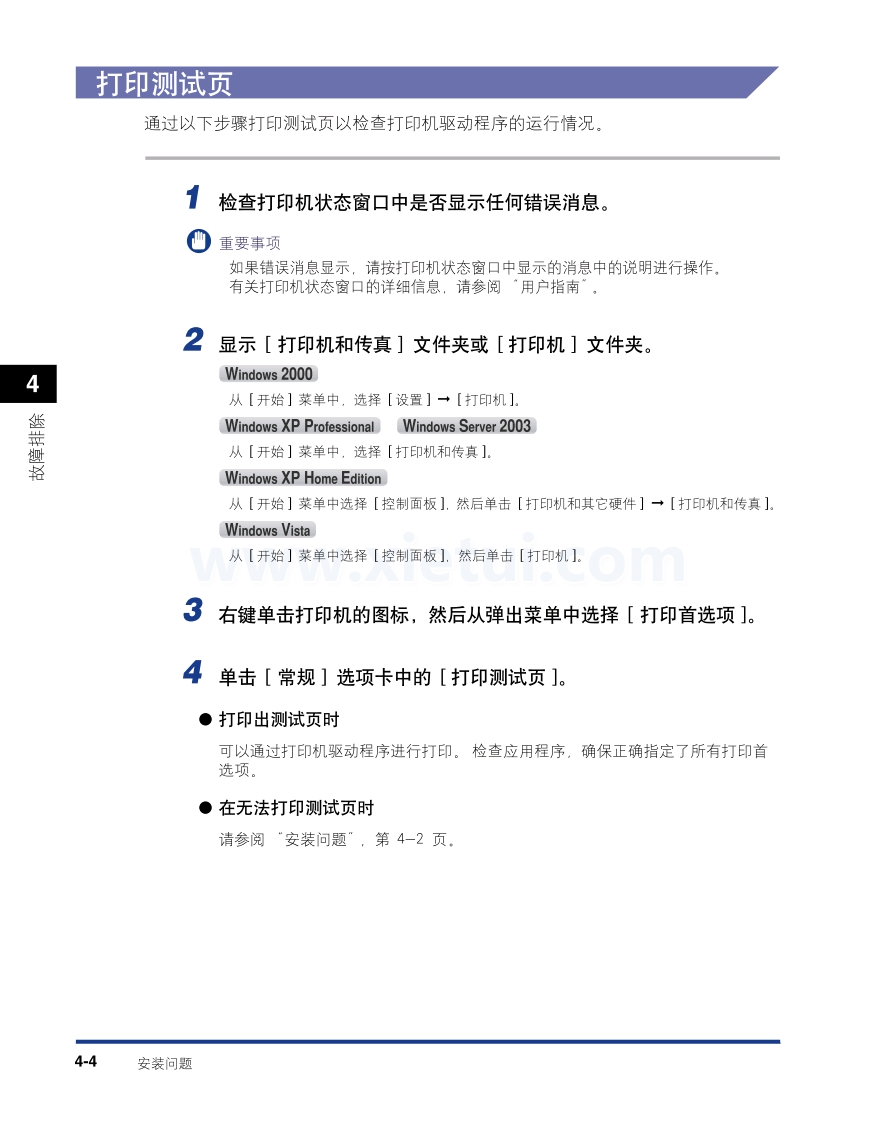 打印测试页
通过以下步骤打印测试页以检查打印机驱动程序的运行情况。
1 检查打印机状态窗口中是否显示任何错误消息。
重要事项
如果错误消息显示，请按打印机状态窗口中显示的消息中的说明进行操作。
有关打印机状态窗口的详细信息，请参阅 “用户指南”。
2 显示 [ 打印机和传真 ] 文件夹或 [ 打印机 ] 文件夹。
Windows 2000
从 [ 开始 ] 菜单中，选择 [ 设置 ] ➞ [ 打印机 ]。
Windows XP Professional Windows Server 2003
从 [ 开始 ] 菜单中，选择 [ 打印机和传真 ]。
Windows XP Home Edition
从 [ 开始 ] 菜单中选择 [ 控制面板 ]，然后单击 [ 打印机和其它硬件 ] ➞ [ 打印机和传真 ]。
Windows Vista
从 [ 开始 ] 菜单中选择 [ 控制面板 ]，然后单击 [ 打印机 ]。
www.xietui.com
3 右键单击打印机的图标，然后从弹出菜单中选择 [ 打印首选项 ]。
4 单击 [ 常规 ] 选项卡中的 [ 打印测试页 ]。
● 打印出测试页时
可以通过打印机驱动程序进行打印。 检查应用程序，确保正确指定了所有打印首
选项。
● 在无法打印测试页时
请参阅 “安装问题”，第 4-2 页。
4
故障排除
4-4 安装问题